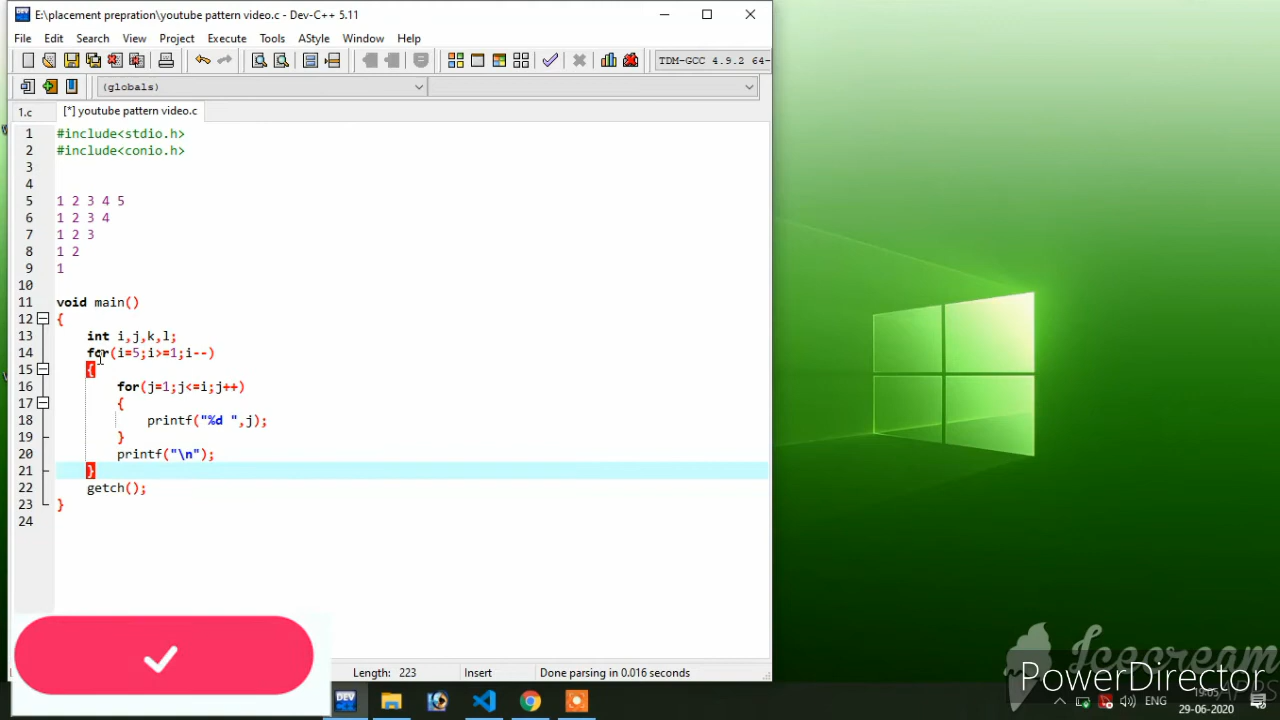 E:\placement prepration\youtube pattern video.c - Dev-C++ 5.11
File Edit Search View Project Execute Tools AStyle Window Help
TDM-GCC 4.9.2 64-
(globals)
1.c [*] youtube pattern video.c
1 #include<stdio.h>
2 #include<conio.h>
3
4
5 1 2 3 4 5
6 1 2 3 4
7 1 2 3
8 1 2
9 1
10
11 void main()
12 {
13 int i,j,k,l;
14 for(i=5;i>=1;i--)
15 {
16 for(j=1;j<=i;j++)
17 {
18 printf("%d ",j);
19 }
20 printf("\n");
21 }
22 getch();
23 }
24
Length: 223 Insert Done parsing in 0.016 seconds
Icecream
PowerDirector
DEV
ENG
19:05
29-06-2020